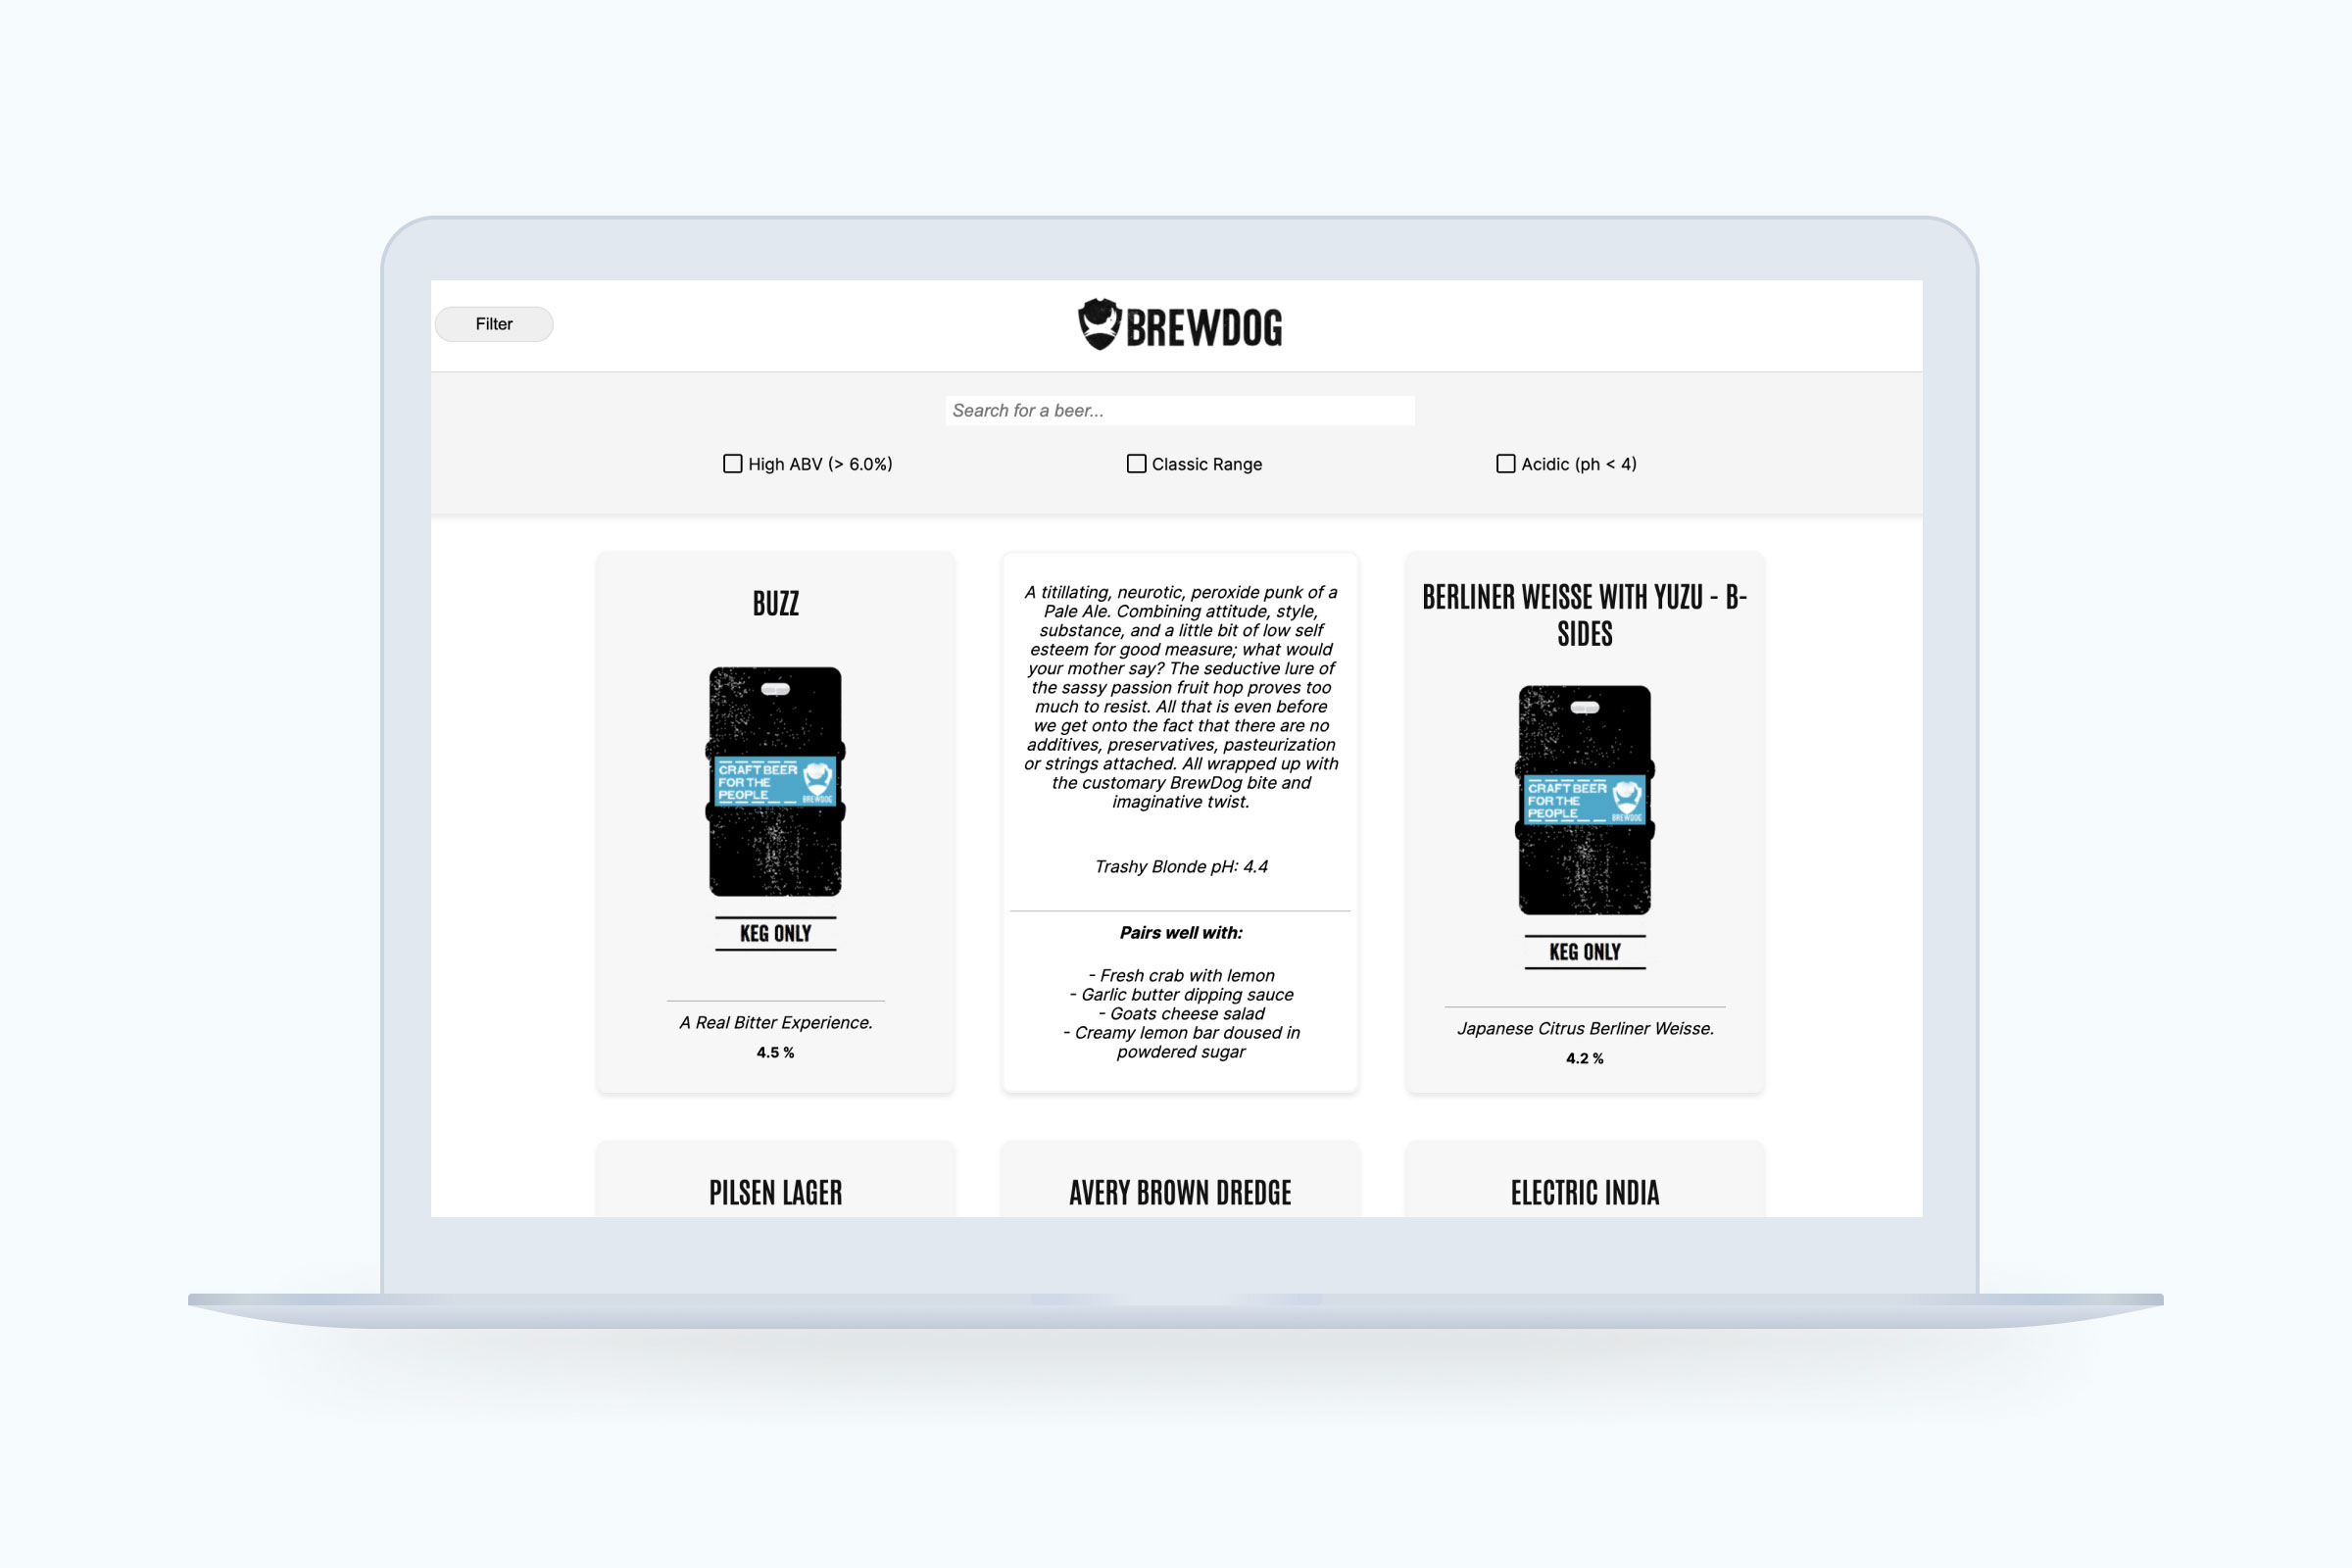 Filter
BREWDOG
Search for a beer...
High ABV (> 6.0%)
Classic Range
Acidic (ph < 4)
BUZZ
CRAFT BEER
FOR THE
PEOPLE
BREWDOG
KEG ONLY
A Real Bitter Experience.
4.5 %
A titillating, neurotic, peroxide punk of a
Pale Ale. Combining attitude, style,
substance, and a little bit of low self
esteem for good measure; what would
your mother say? The seductive lure of
the sassy passion fruit hop proves too
much to resist. All that is even before
we get onto the fact that there are no
additives, preservatives, pasteurization
or strings attached. All wrapped up with
the customary BrewDog bite and
imaginative twist.
Trashy Blonde pH: 4.4
Pairs well with:
- Fresh crab with lemon
- Garlic butter dipping sauce
- Goats cheese salad
- Creamy lemon bar doused in
powdered sugar
BERLINER WEISSE WITH YUZU - B-
SIDES
CRAFT BEER
FOR THE
PEOPLE
BREWDOG
KEG ONLY
Japanese Citrus Berliner Weisse.
4.2 %
PILSEN LAGER
AVERY BROWN DREDGE
ELECTRIC INDIA